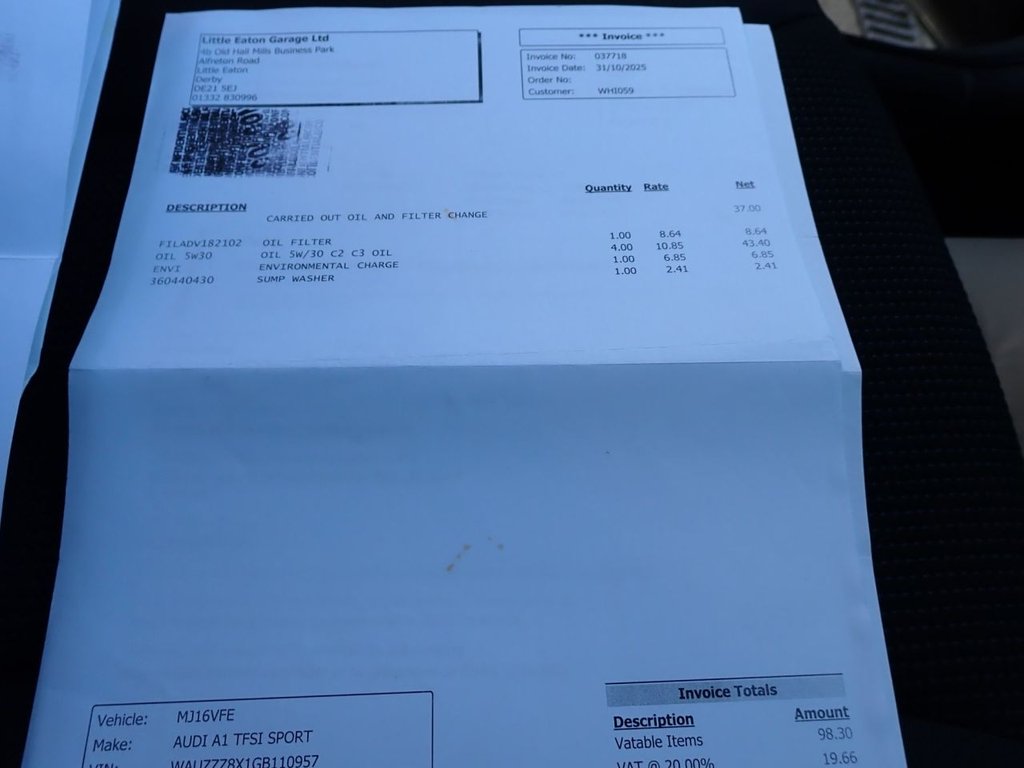 Little Eaton Garage Ltd
4b Old Hall Mills Business Park
Alfreton Road
Little Eaton
Derby
DE21 5EJ
01332 830996
*** Invoice ***
Invoice No: 037718
Invoice Date: 31/10/2025
Order No:
Customer: WHI059
Quantity Rate Net
DESCRIPTION
CARRIED OUT OIL AND FILTER CHANGE 37.00
FILADV182102 OIL FILTER 1.00 8.64 8.64
OIL 5W30 OIL 5W/30 C2 C3 OIL 4.00 10.85 43.40
ENVI ENVIRONMENTAL CHARGE 1.00 6.85 6.85
360440430 SUMP WASHER 1.00 2.41 2.41
Vehicle: MJ16VFE
Make: AUDI A1 TFSI SPORT
VIN: WAUZZZ8X1GB110957
Invoice Totals
Description Amount
Vatable Items 98.30
VAT @ 20.00% 19.66